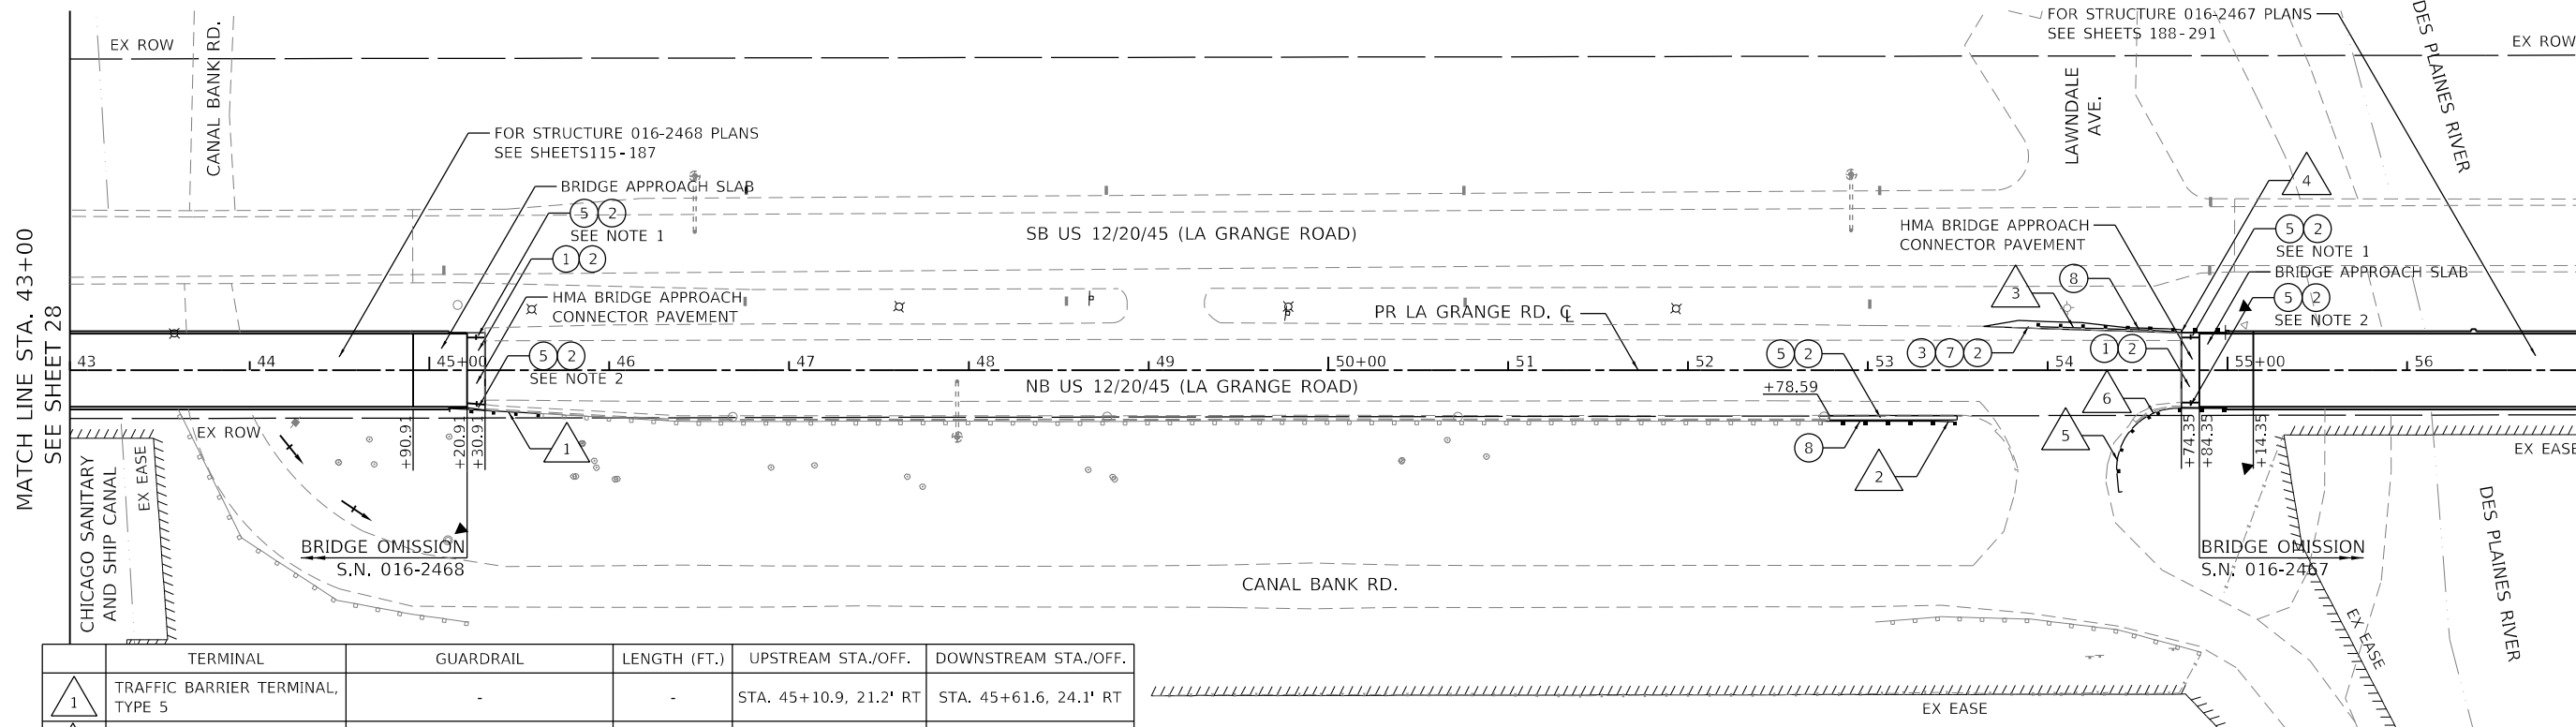 MATCH LINE STA. 43+00
SEE SHEET 28
EX ROW
CANAL BANK RD.
FOR STRUCTURE 016-2468 PLANS
SEE SHEETS115-187
BRIDGE APPROACH SLAB
5 2
SEE NOTE 1
1 2
HMA BRIDGE APPROACH
CONNECTOR PAVEMENT
5 2
SEE NOTE 2
SB US 12/20/45 (LA GRANGE ROAD)
PR LA GRANGE RD. ℄
NB US 12/20/45 (LA GRANGE ROAD)
43
44
45+00
46
47
48
49
50+00
51
52
53
54
55+00
56
FOR STRUCTURE 016-2467 PLANS
SEE SHEETS 188-291
DES PLAINES RIVER
EX ROW
LAWNDALE
AVE.
4
HMA BRIDGE APPROACH
CONNECTOR PAVEMENT
5 2
SEE NOTE 1
BRIDGE APPROACH SLAB
5 2
SEE NOTE 2
3
8
5 2
3 7 2
1 2
+78.59
8
2
6
5
+74.35
+84.35
+14.35
EX ROW
+90.91
+20.91
+30.91
1
CHICAGO SANITARY
AND SHIP CANAL
EX EASE
BRIDGE OMISSION
S.N. 016-2468
CANAL BANK RD.
BRIDGE OMISSION
S.N. 016-2467
EX EASE
DES PLAINES RIVER
EX EASE
EX EASE
TERMINAL GUARDRAIL LENGTH (FT.) UPSTREAM STA./OFF. DOWNSTREAM STA./OFF.
1 TRAFFIC BARRIER TERMINAL, TYPE 5 - - STA. 45+10.9, 21.2' RT STA. 45+61.6, 24.1' RT